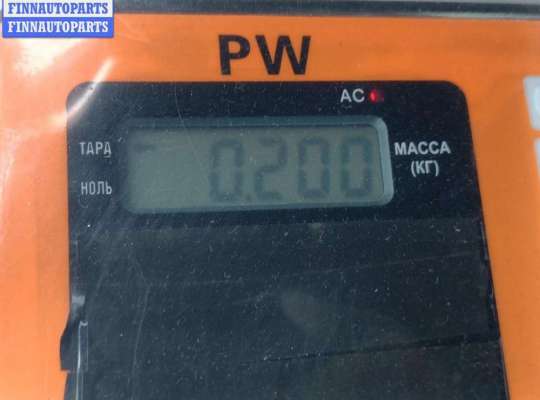 FINNAUTOPARTS
FINNAUTOPARTS
PW
AC
ТАРА
0.200
МАССА
(КГ)
НОЛЬ